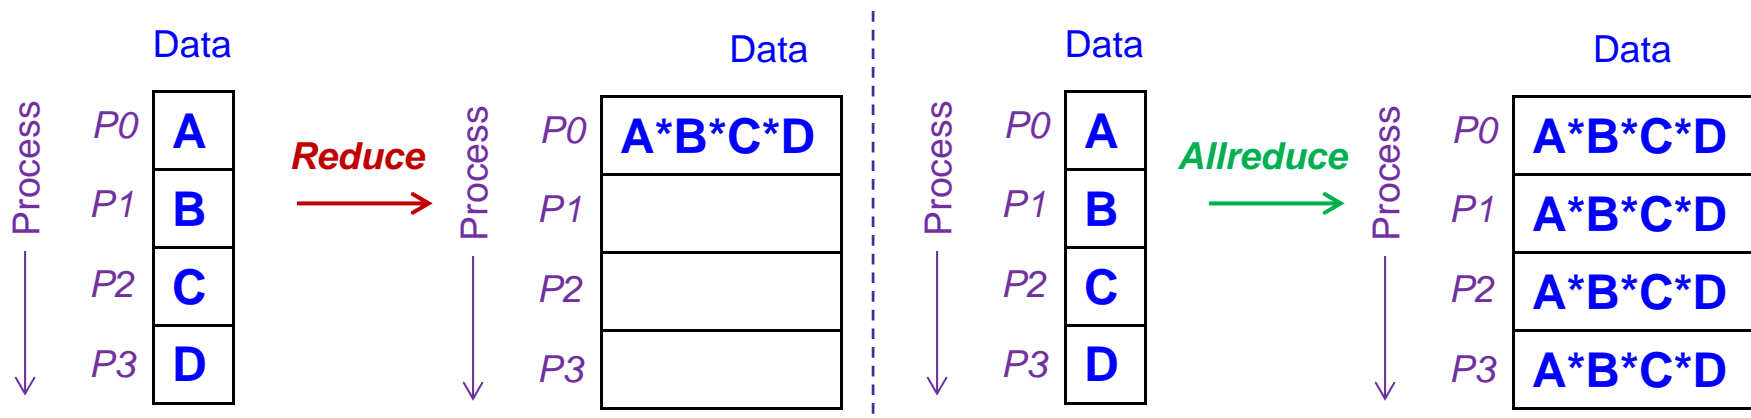 Data
Process
P0
A
P1
B
P2
C
P3
D
Reduce
Data
Process
P0
A*B*C*D
P1
P2
P3
Data
Process
P0
A
P1
B
P2
C
P3
D
Allreduce
Data
Process
P0
A*B*C*D
P1
A*B*C*D
P2
A*B*C*D
P3
A*B*C*D